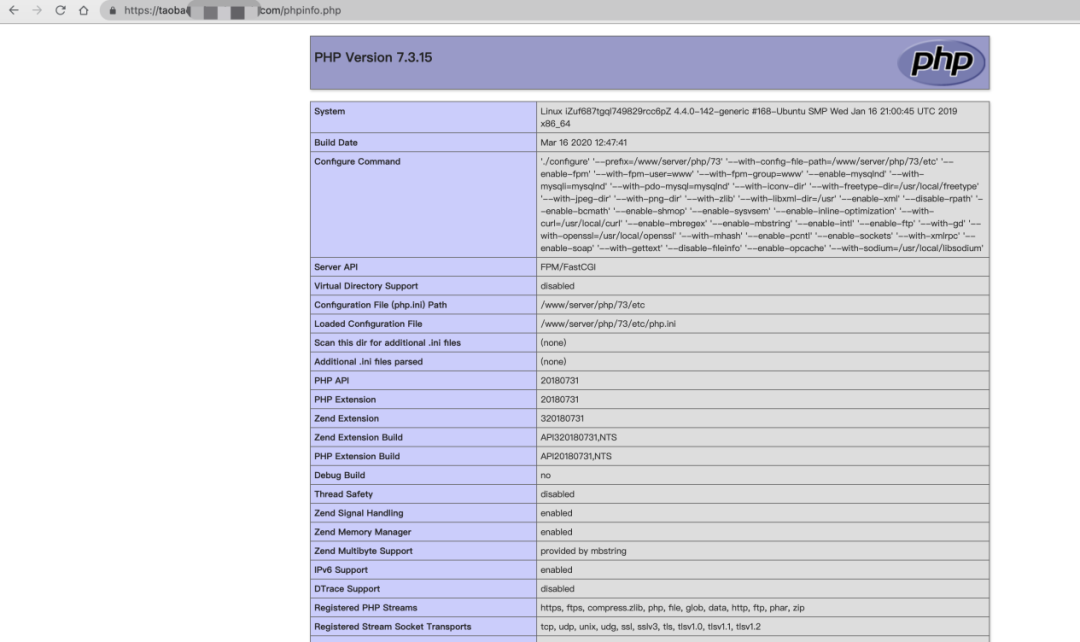 https://taoba
.com/phpinfo.php
PHP Version 7.3.15
php
System
Linux iZuf687tgql749829rcc6pZ 4.4.0-142-generic #168-Ubuntu SMP Wed Jan 16 21:00:45 UTC 2019
x86_64
Build Date
Mar 16 2020 12:47:41
Configure Command
'./configure' '--prefix=/www/server/php/73' '--with-config-file-path=/www/server/php/73/etc' '--
enable-fpm' '--with-fpm-user=www' '--with-fpm-group=www' '--enable-mysqlnd' '--with-
mysqli=mysqlnd' '--with-pdo-mysql=mysqlnd' '--with-iconv-dir' '--with-freetype-dir=/usr/local/freetype'
'--with-jpeg-dir' '--with-png-dir' '--with-zlib' '--with-libxml-dir=/usr' '--enable-xml' '--disable-rpath' '-
-enable-bcmath' '--enable-shmop' '--enable-sysvsem' '--enable-inline-optimization' '--with-
curl=/usr/local/curl' '--enable-mbregex' '--enable-mbstring' '--enable-intl' '--enable-ftp' '--with-gd' '--
with-openssl=/usr/local/openssl' '--with-mhash' '--enable-pcntl' '--enable-sockets' '--with-xmlrpc' '--
enable-soap' '--with-gettext' '--disable-fileinfo' '--enable-opcache' '--with-sodium=/usr/local/libsodium'
Server API
FPM/FastCGI
Virtual Directory Support
disabled
Configuration File (php.ini) Path
/www/server/php/73/etc
Loaded Configuration File
/www/server/php/73/etc/php.ini
Scan this dir for additional .ini files
(none)
Additional .ini files parsed
(none)
PHP API
20180731
PHP Extension
20180731
Zend Extension
320180731
Zend Extension Build
API320180731,NTS
PHP Extension Build
API20180731,NTS
Debug Build
no
Thread Safety
disabled
Zend Signal Handling
enabled
Zend Memory Manager
enabled
Zend Multibyte Support
provided by mbstring
IPv6 Support
enabled
DTrace Support
disabled
Registered PHP Streams
https, ftps, compress.zlib, php, file, glob, data, http, ftp, phar, zip
Registered Stream Socket Transports
tcp, udp, unix, udg, ssl, sslv3, tls, tlsv1.0, tlsv1.1, tlsv1.2